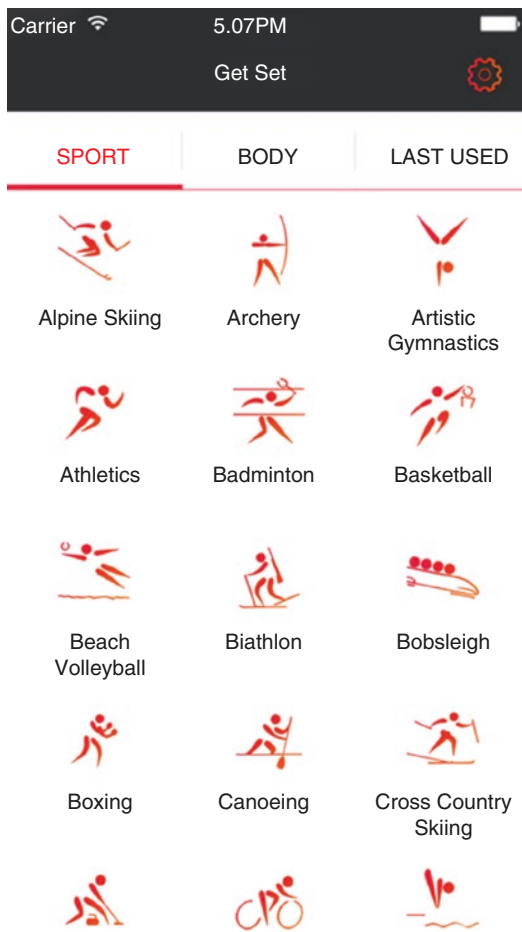 Carrier 5.07PM
Get Set
SPORT BODY LAST USED
Alpine Skiing Archery Artistic
Gymnastics
Athletics Badminton Basketball
Beach Biathlon Bobsleigh
Volleyball
Boxing Canoeing Cross Country
Skiing